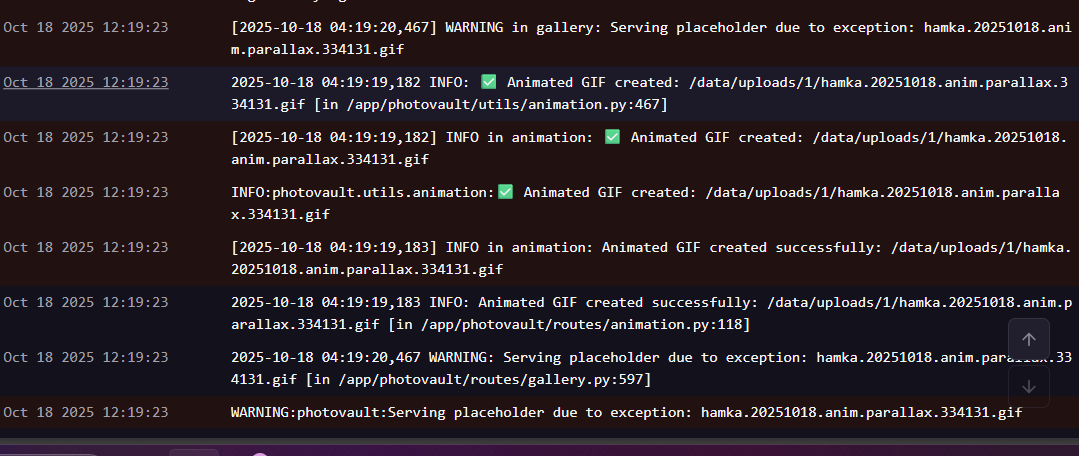 Oct 18 2025 12:19:23 [2025-10-18 04:19:20,467] WARNING in gallery: Serving placeholder due to exception: hamka.20251018.ani
m.parallax.334131.gif
Oct 18 2025 12:19:23 2025-10-18 04:19:19,182 INFO: ✅ Animated GIF created: /data/uploads/1/hamka.20251018.anim.parallax.3
34131.gif [in /app/photovault/utils/animation.py:467]
Oct 18 2025 12:19:23 [2025-10-18 04:19:19,182] INFO in animation: ✅ Animated GIF created: /data/uploads/1/hamka.20251018.
anim.parallax.334131.gif
Oct 18 2025 12:19:23 INFO:photovault.utils.animation:✅ Animated GIF created: /data/uploads/1/hamka.20251018.anim.paralla
x.334131.gif
Oct 18 2025 12:19:23 [2025-10-18 04:19:19,183] INFO in animation: Animated GIF created successfully: /data/uploads/1/hamka.
20251018.anim.parallax.334131.gif
Oct 18 2025 12:19:23 2025-10-18 04:19:19,183 INFO: Animated GIF created successfully: /data/uploads/1/hamka.20251018.anim.p
arallax.334131.gif [in /app/photovault/routes/animation.py:118]
Oct 18 2025 12:19:23 2025-10-18 04:19:20,467 WARNING: Serving placeholder due to exception: hamka.20251018.anim.parallax.33
4131.gif [in /app/photovault/routes/gallery.py:597]
Oct 18 2025 12:19:23 WARNING:photovault:Serving placeholder due to exception: hamka.20251018.anim.parallax.334131.gif